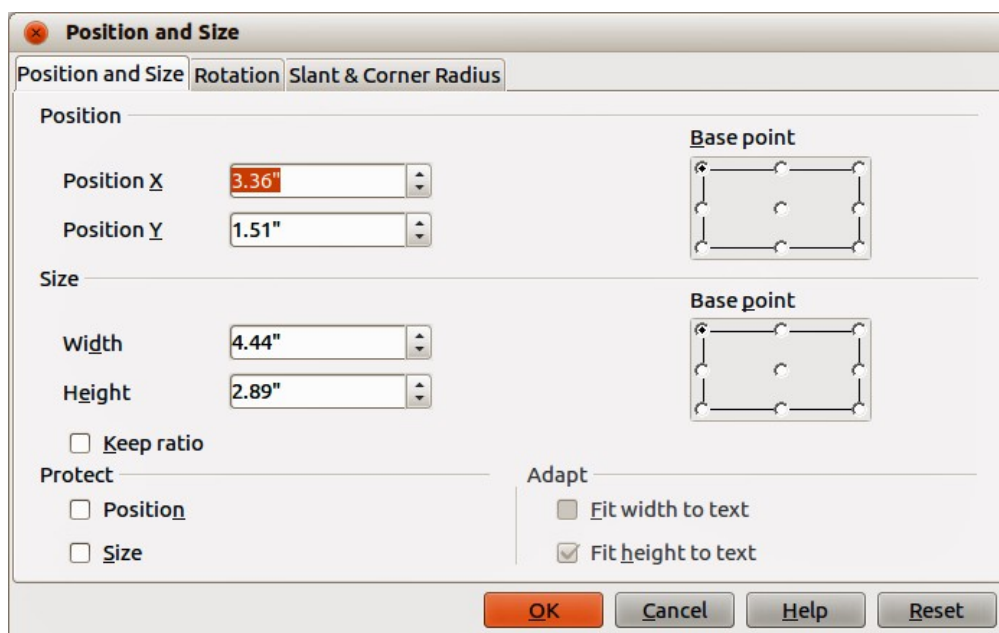 Position and Size
Position and Size Rotation Slant & Corner Radius
Position
Base point
Position X 3.36"
Position Y 1.51"
Size
Base point
Width 4.44"
Height 2.89"
Keep ratio
Protect Adapt
Position Fit width to text
Size Fit height to text
OK Cancel Help Reset